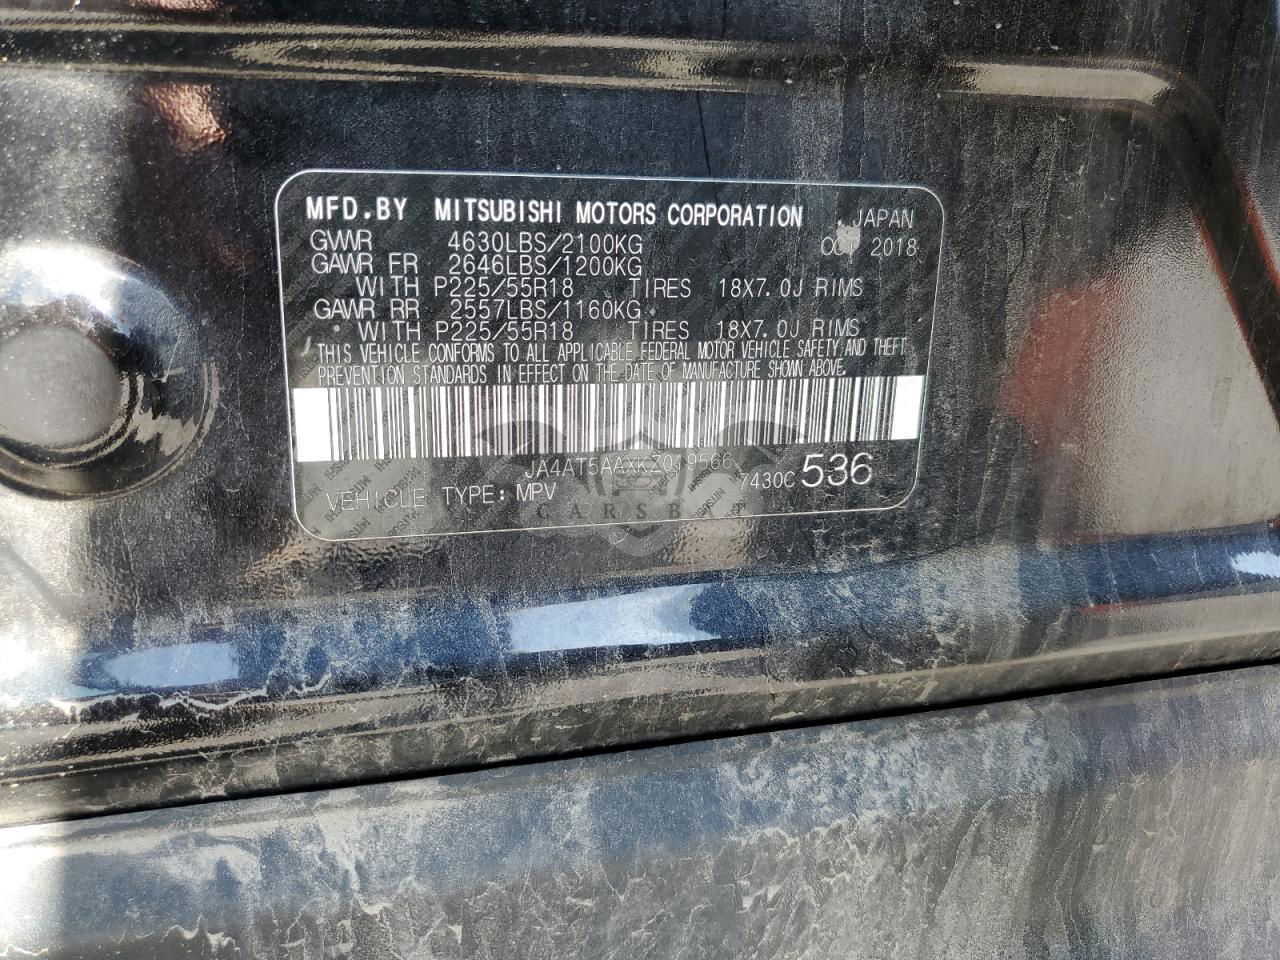 MFD.BY MITSUBISHI MOTORS CORPORATION JAPAN
GVWR 4630LBS/2100KG OCT 2018
GAWR FR 2646LBS/1200KG
WITH P225/55R18 TIRES 18X7.0J RIMS
GAWR RR 2557LBS/1160KG
WITH P225/55R18 TIRES 18X7.0J RIMS
THIS VEHICLE CONFORMS TO ALL APPLICABLE FEDERAL MOTOR VEHICLE SAFETY AND THEFT
PREVENTION STANDARDS IN EFFECT ON THE DATE OF MANUFACTURE SHOWN ABOVE.
JA4AT5AAXKZ019566
VEHICLE TYPE: MPV 7430C 536
CARSB